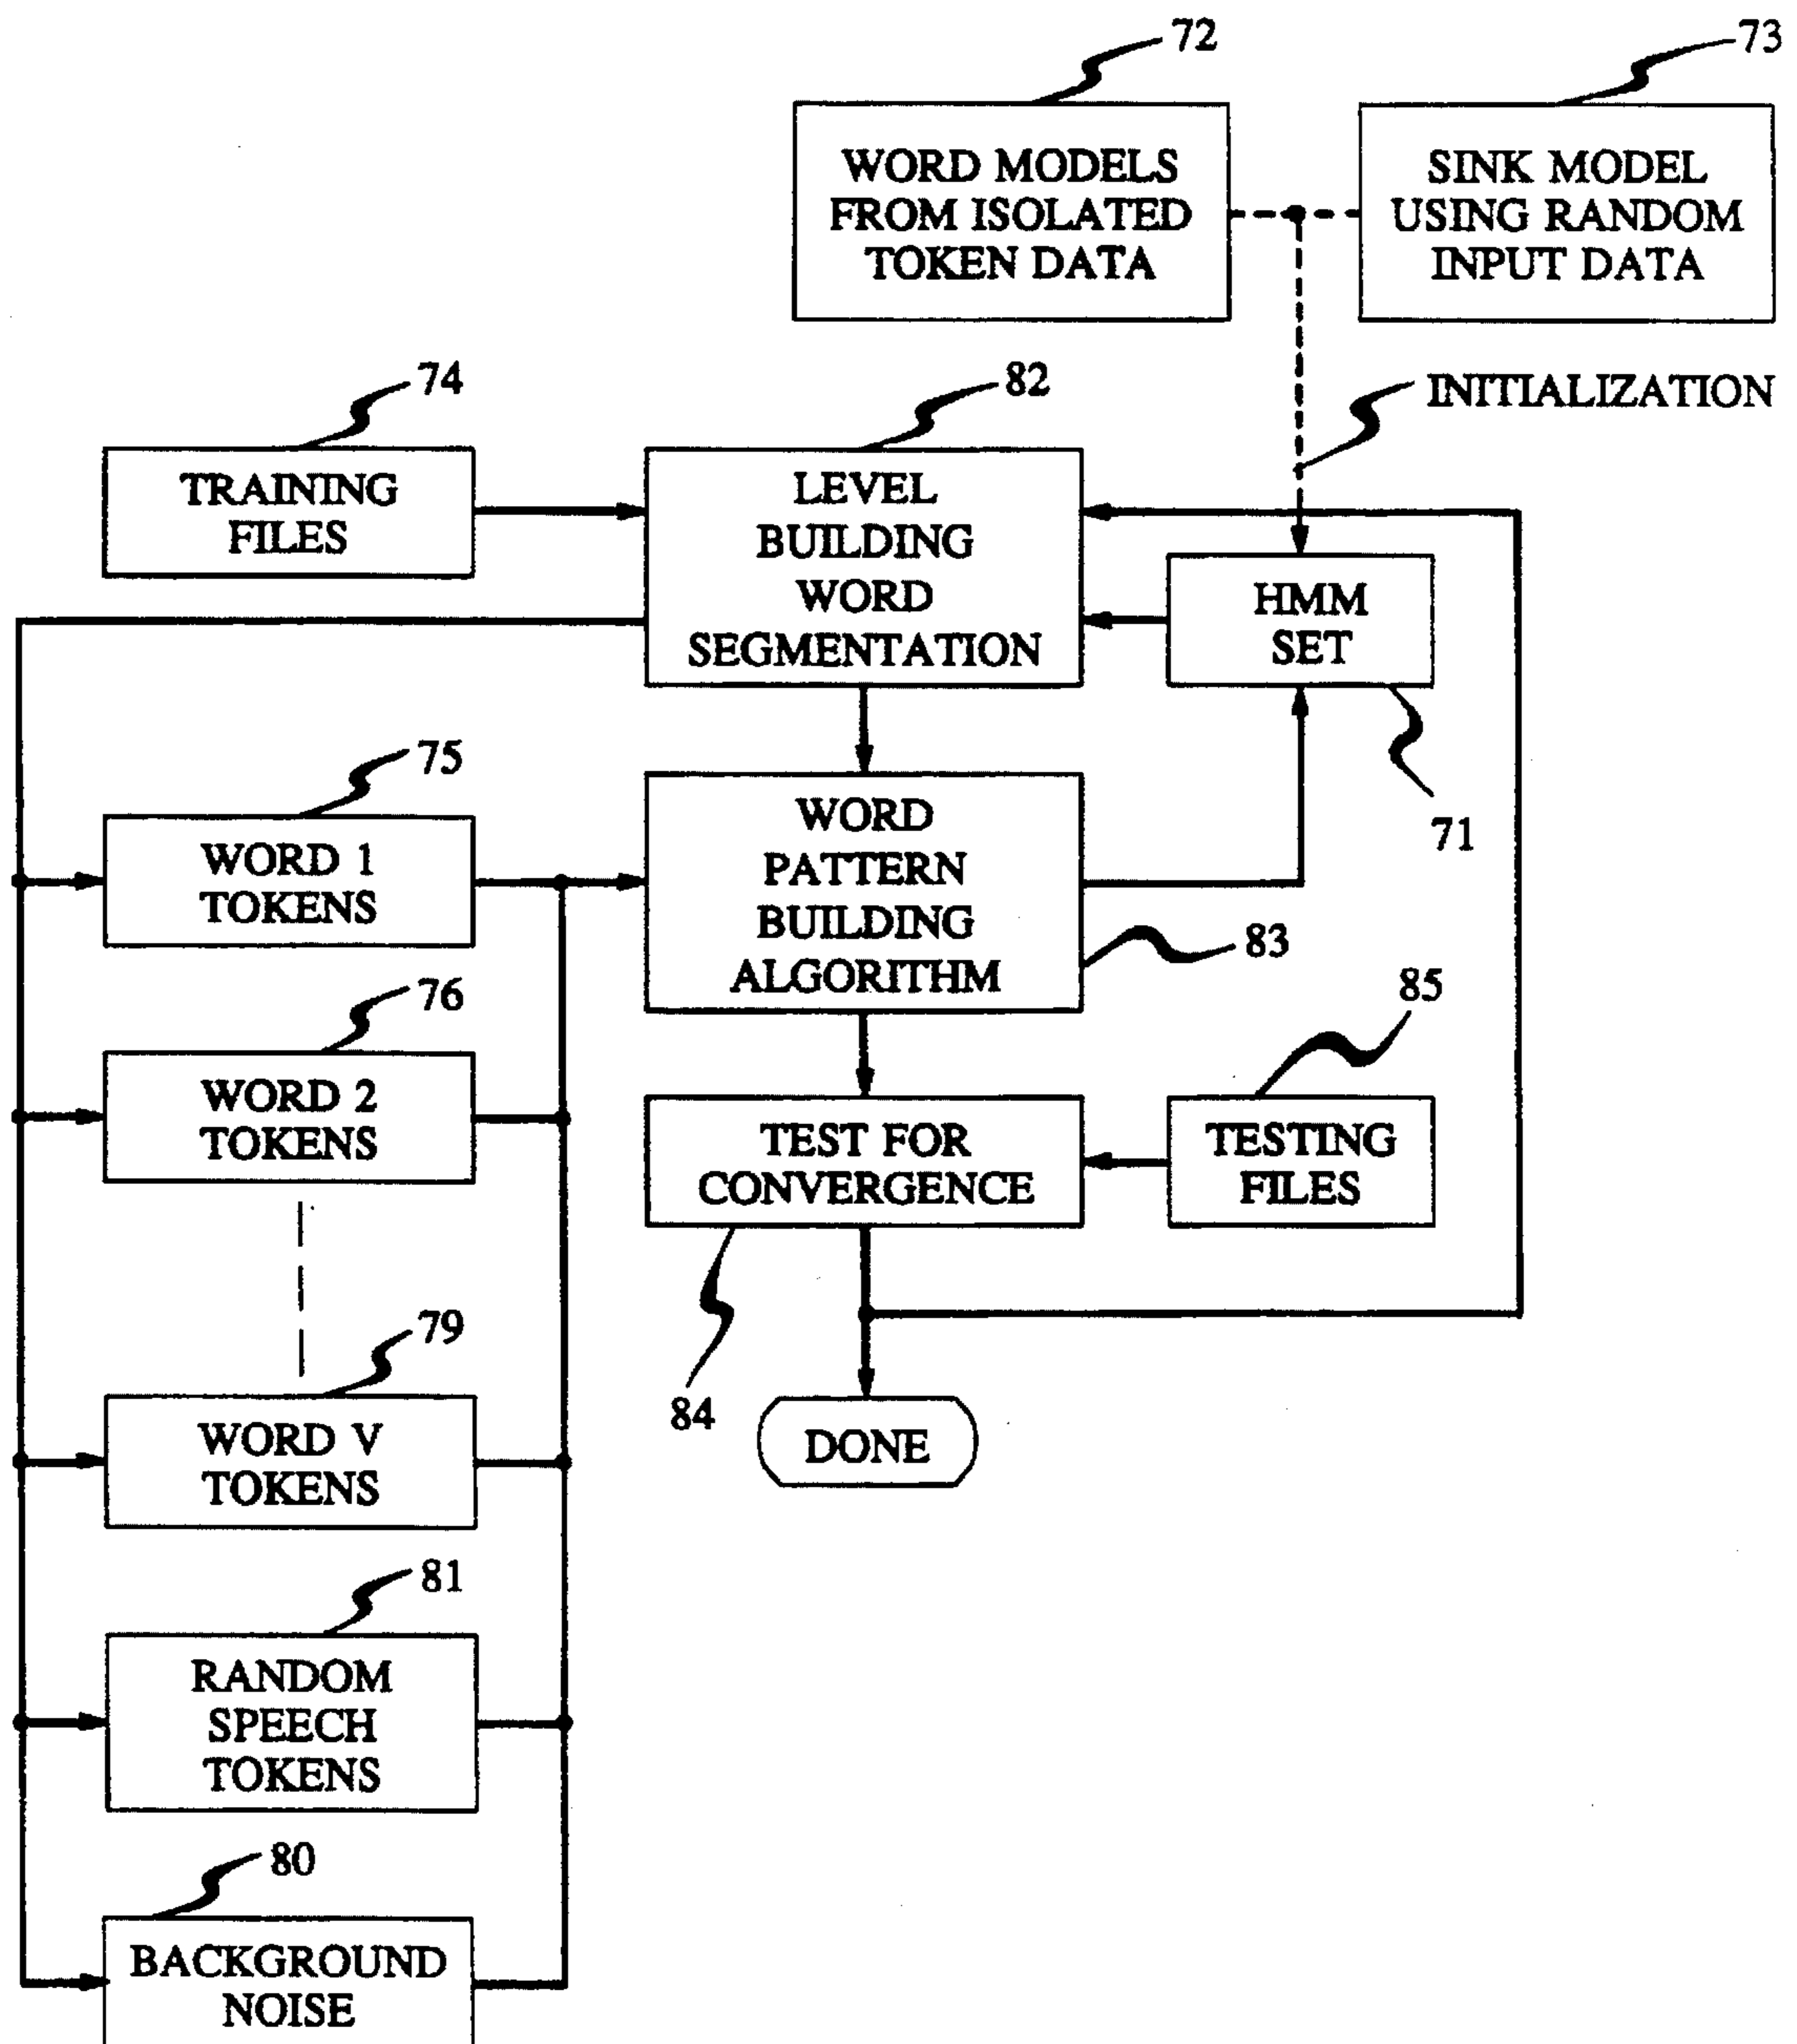 72
73
WORD MODELS
FROM ISOLATED
TOKEN DATA
SINK MODEL
USING RANDOM
INPUT DATA
INITIALIZATION
74
TRAINING
FILES
82
LEVEL
BUILDING
WORD
SEGMENTATION
HMM
SET
71
75
WORD 1
TOKENS
WORD
PATTERN
BUILDING
ALGORITHM
83
76
WORD 2
TOKENS
85
TEST FOR
CONVERGENCE
TESTING
FILES
84
DONE
79
WORD V
TOKENS
81
RANDOM
SPEECH
TOKENS
80
BACKGROUND
NOISE